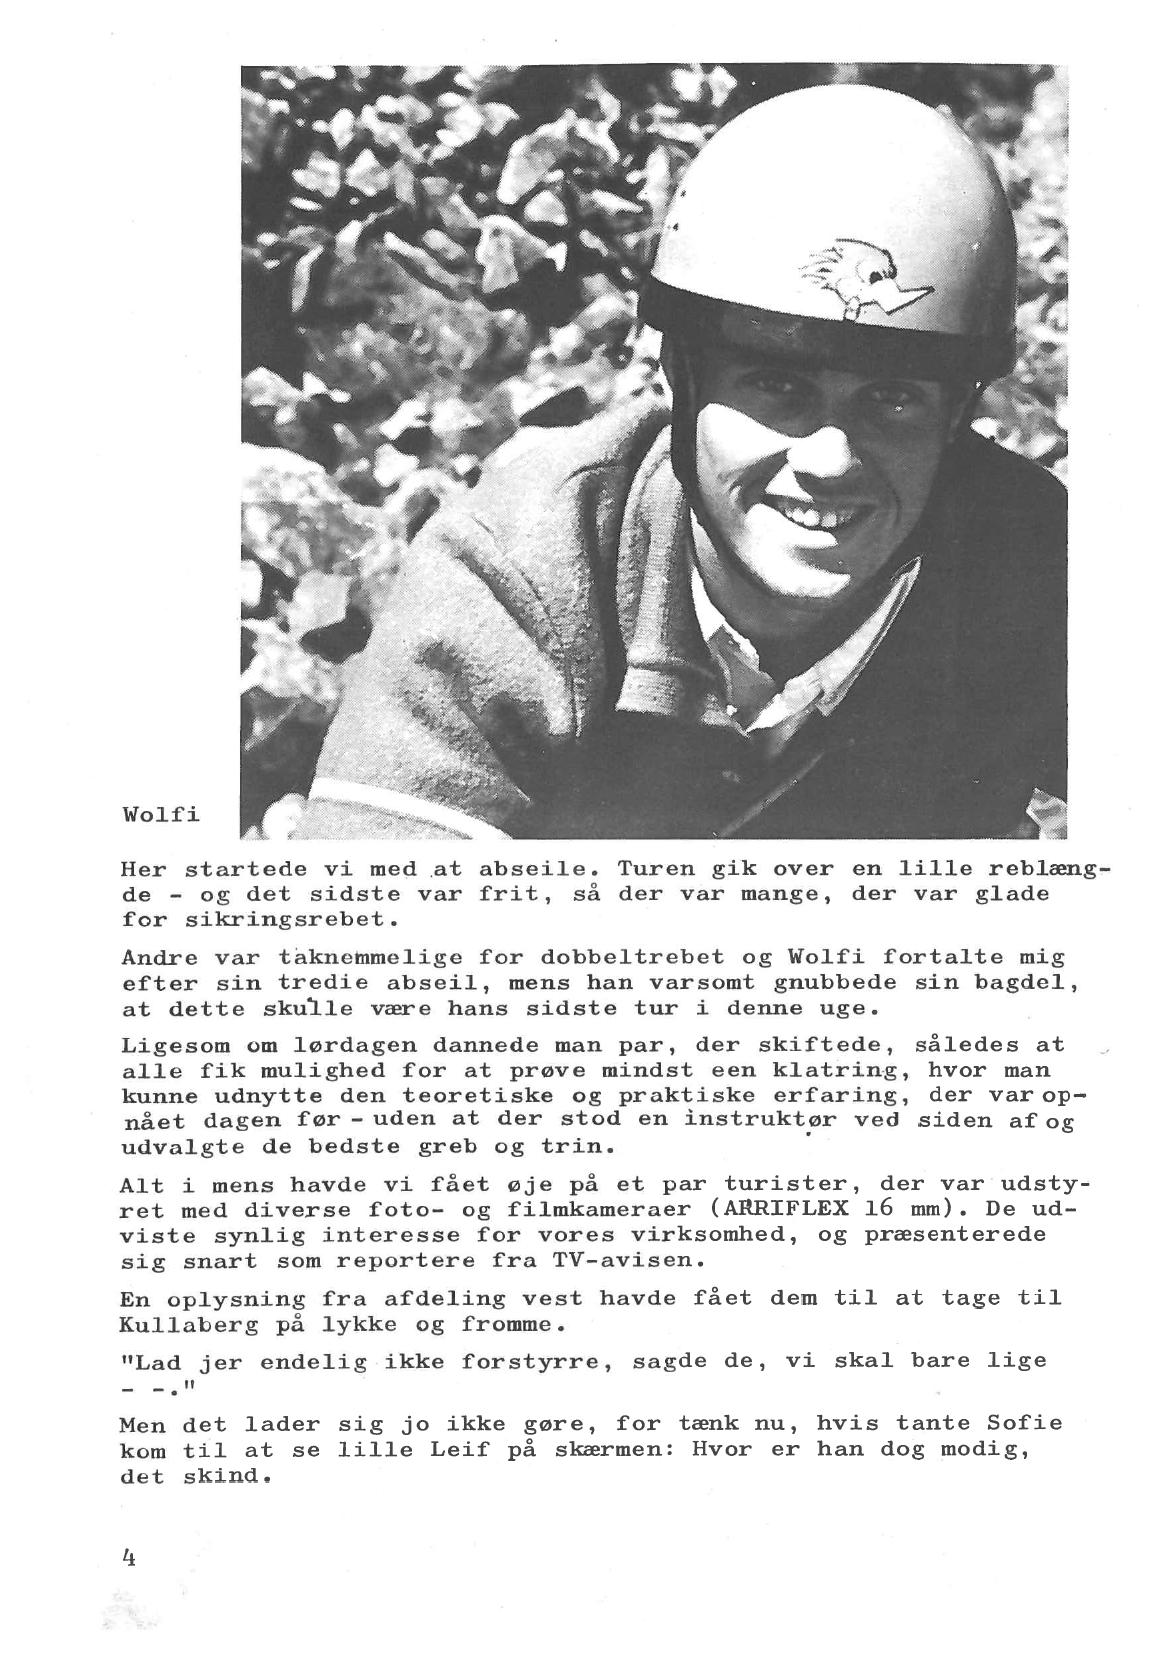 Wolfi
Her startede vi med at abseile. Turen gik over en lille reblæng-
de - og det sidste var frit, så der var mange, der var glade
for sikringsrebet.
Andre var taknemmelige for dobbeltrebet og Wolfi fortalte mig
efter sin tredie abseil, mens han varsomt gnubbede sin bagdel,
at dette skulle være hans sidste tur i denne uge.
Ligesom om lørdagen dannede man par, der skiftede, således at
alle fik mulighed for at prøve mindst een klatring, hvor man
kunne udnytte den teoretiske og praktiske erfaring, der var op-
nået dagen før - uden at der stod en instruktør ved siden af og
udvalgte de bedste greb og trin.
Alt i mens havde vi fået øje på et par turister, der var udsty-
ret med diverse foto- og filmkameraer (ARRIFLEX 16 mm). De ud-
viste synlig interesse for vores virksomhed, og præsenterede
sig snart som reportere fra TV-avisen.
En oplysning fra afdeling vest havde fået dem til at tage til
Kullaberg på lykke og fromme.
"Lad jer endelig ikke forstyrre, sagde de, vi skal bare lige
- -."
Men det lader sig jo ikke gøre, for tænk nu, hvis tante Sofie
kom til at se lille Leif på skærmen: Hvor er han dog modig,
det skind.
4